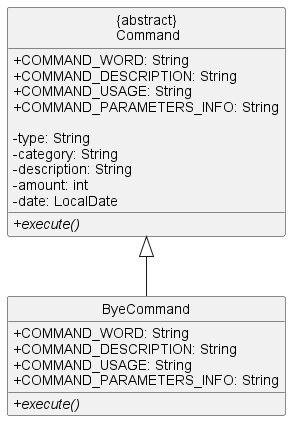 {abstract}
Command
+COMMAND_WORD: String
+COMMAND_DESCRIPTION: String
+COMMAND_USAGE: String
+COMMAND_PARAMETERS_INFO: String
-type: String
-category: String
-description: String
-amount: int
-date: LocalDate
+execute()
ByeCommand
+COMMAND_WORD: String
+COMMAND_DESCRIPTION: String
+COMMAND_USAGE: String
+COMMAND_PARAMETERS_INFO: String
+execute()